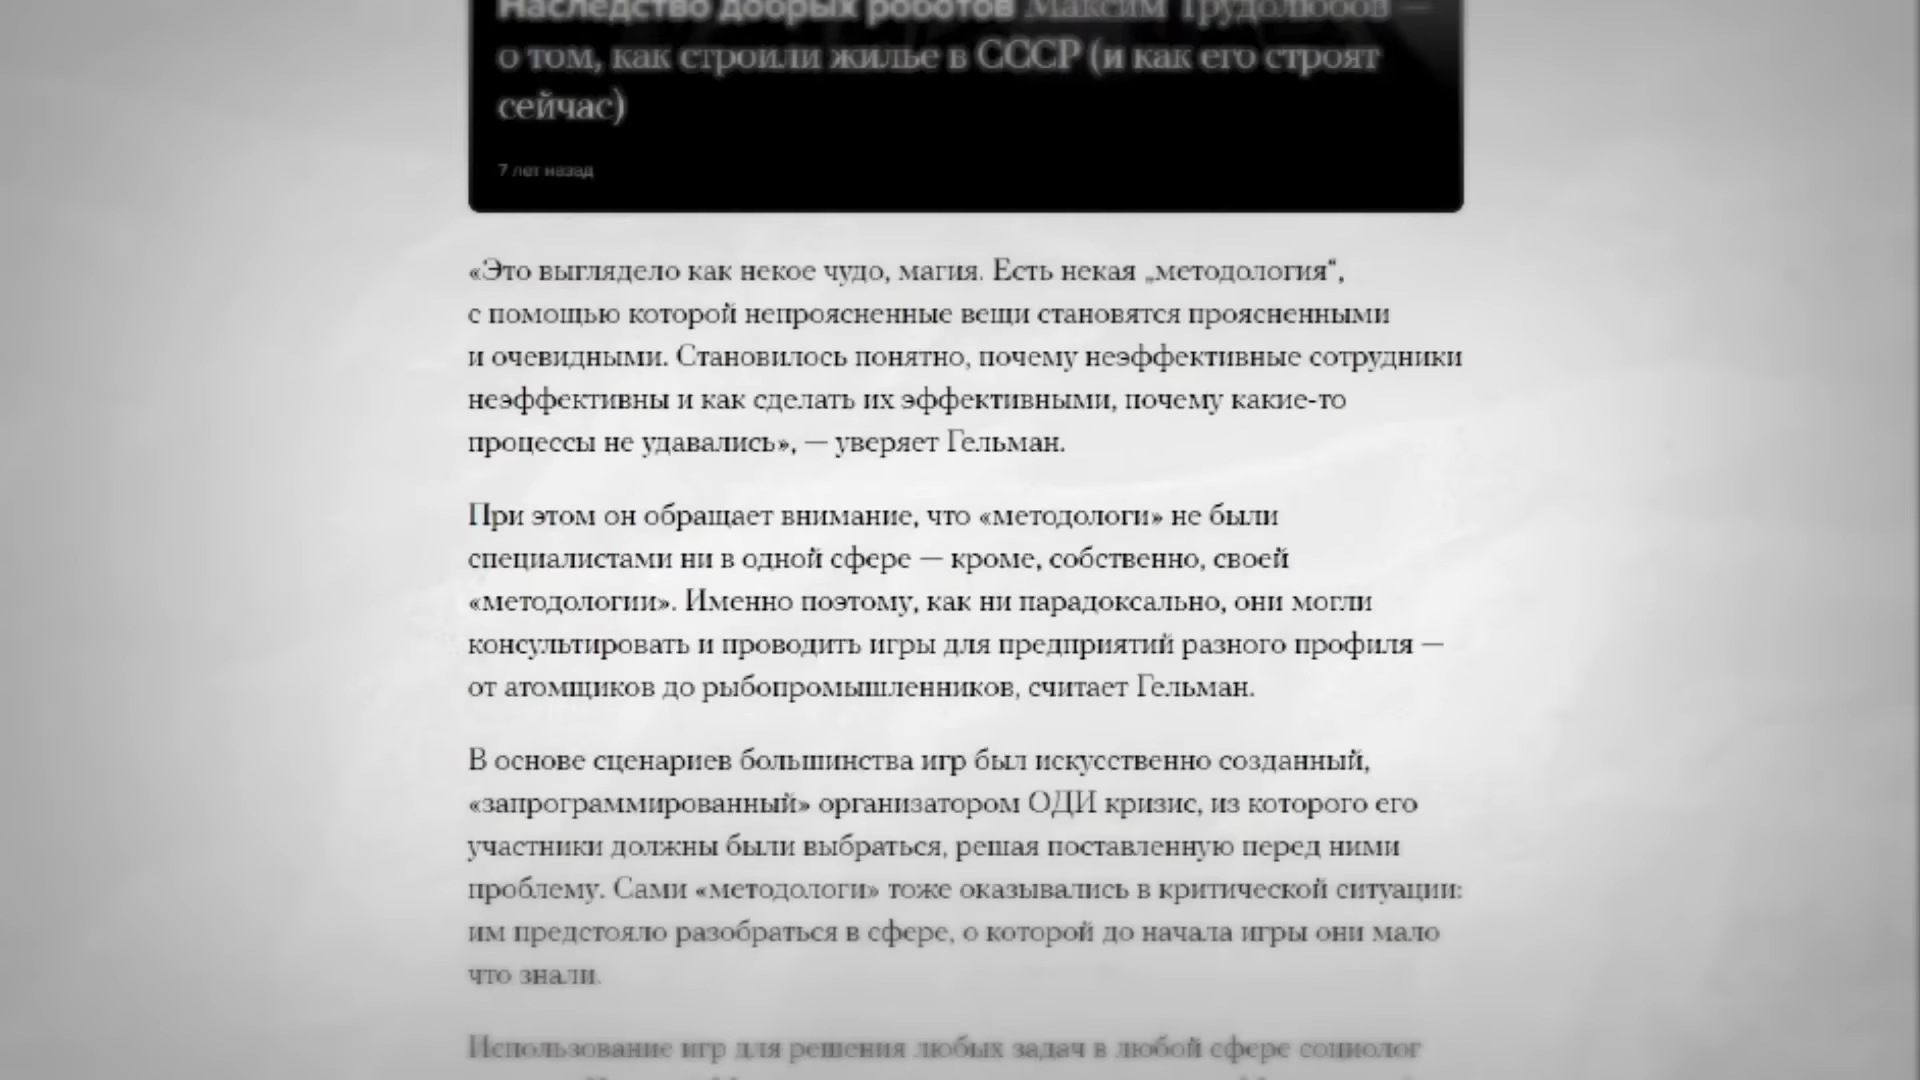 Наследство добрых роботов Максим Трудолюбов —
о том, как строили жилье в СССР (и как его строят
сейчас)
7 лет назад
«Это выглядело как некое чудо, магия. Есть некая „методология“,
с помощью которой непроясненные вещи становятся проясненными
и очевидными. Становилось понятно, почему неэффективные сотрудники
неэффективны и как сделать их эффективными, почему какие-то
процессы не удавались», — уверяет Гельман.
При этом он обращает внимание, что «методологи» не были
специалистами ни в одной сфере — кроме, собственно, своей
«методологии». Именно поэтому, как ни парадоксально, они могли
консультировать и проводить игры для предприятий разного профиля —
от атомщиков до рыбопромышленников, считает Гельман.
В основе сценариев большинства игр был искусственно созданный,
«запрограммированный» организатором ОДИ кризис, из которого его
участники должны были выбраться, решая поставленную перед ними
проблему. Сами «методологи» тоже оказывались в критической ситуации:
им предстояло разобраться в сфере, о которой до начала игры они мало
что знали.
Использование игр для решения любых задач в любой сфере социолог